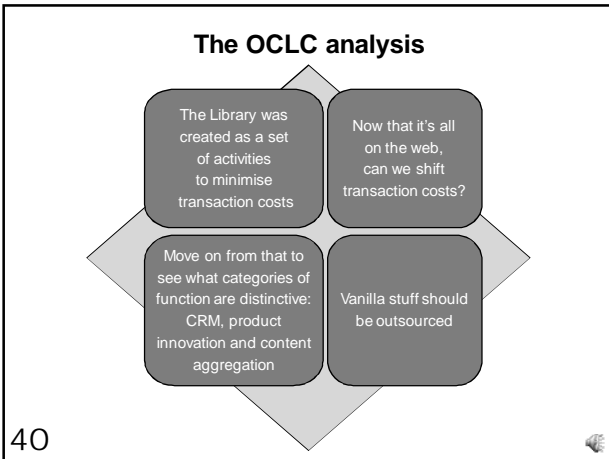 The OCLC analysis
The Library was
created as a set
of activities
to minimise
transaction costs
Now that it's all
on the web,
can we shift
transaction costs?
Move on from that to
see what categories of
function are distinctive:
CRM, product
innovation and content
aggregation
Vanilla stuff should
be outsourced
40